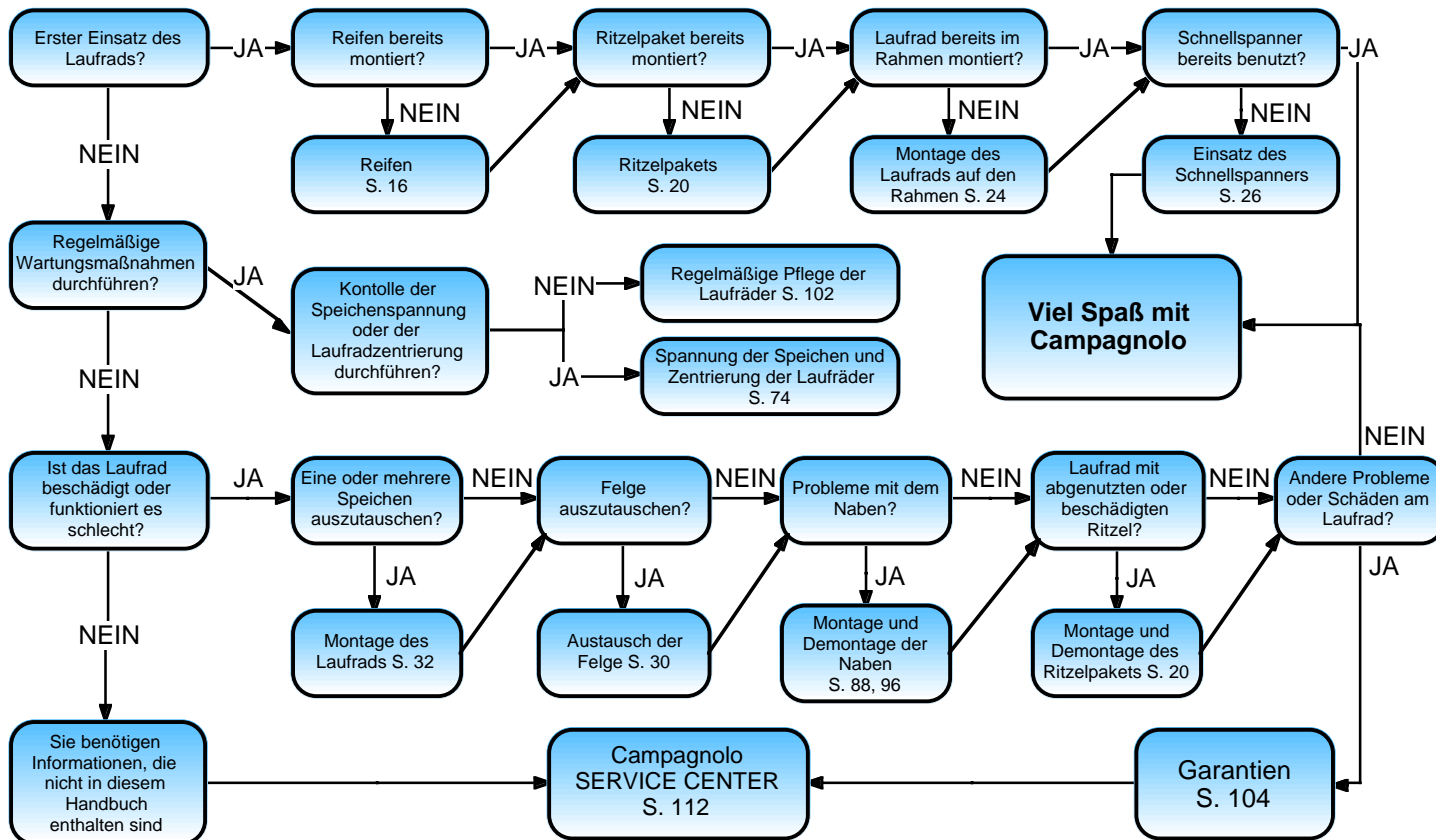 Erster Einsatz des
Laufrads?
JA
Reifen bereits
montiert?
JA
Ritzelpaket bereits
montiert?
JA
Laufrad bereits im
Rahmen montiert?
JA
Schnellspanner
bereits benutzt?
JA
NEIN
NEIN
NEIN
NEIN
NEIN
Reifen
S. 16
Ritzelpakets
S. 20
Montage des
Laufrads auf den
Rahmen S. 24
Einsatz des
Schnellspanners
S. 26
Regelmäßige
Wartungsmaßnahmen
durchführen?
JA
Kontolle der
Speichenspannung
oder der
Laufradzentrierung
durchführen?
NEIN
Regelmäßige Pflege der
Laufräder S. 102
JA
Spannung der Speichen und
Zentrierung der Laufräder
S. 74
Viel Spaß mit
Campagnolo
NEIN
NEIN
Ist das Laufrad
beschädigt oder
funktioniert es
schlecht?
JA
Eine oder mehrere
Speichen
auszutauschen?
NEIN
Felge
auszutauschen?
NEIN
Probleme mit dem
Naben?
NEIN
Laufrad mit
abgenutzten oder
beschädigten
Ritzel?
NEIN
Andere Probleme
oder Schäden am
Laufrad?
JA
JA
JA
JA
JA
NEIN
Montage des
Laufrads S. 32
Austausch der
Felge S. 30
Montage und
Demontage der
Naben
S. 88, 96
Montage und
Demontage des
Ritzelpakets S. 20
Sie benötigen
Informationen, die
nicht in diesem
Handbuch
enthalten sind
Campagnolo
SERVICE CENTER
S. 112
Garantien
S. 104